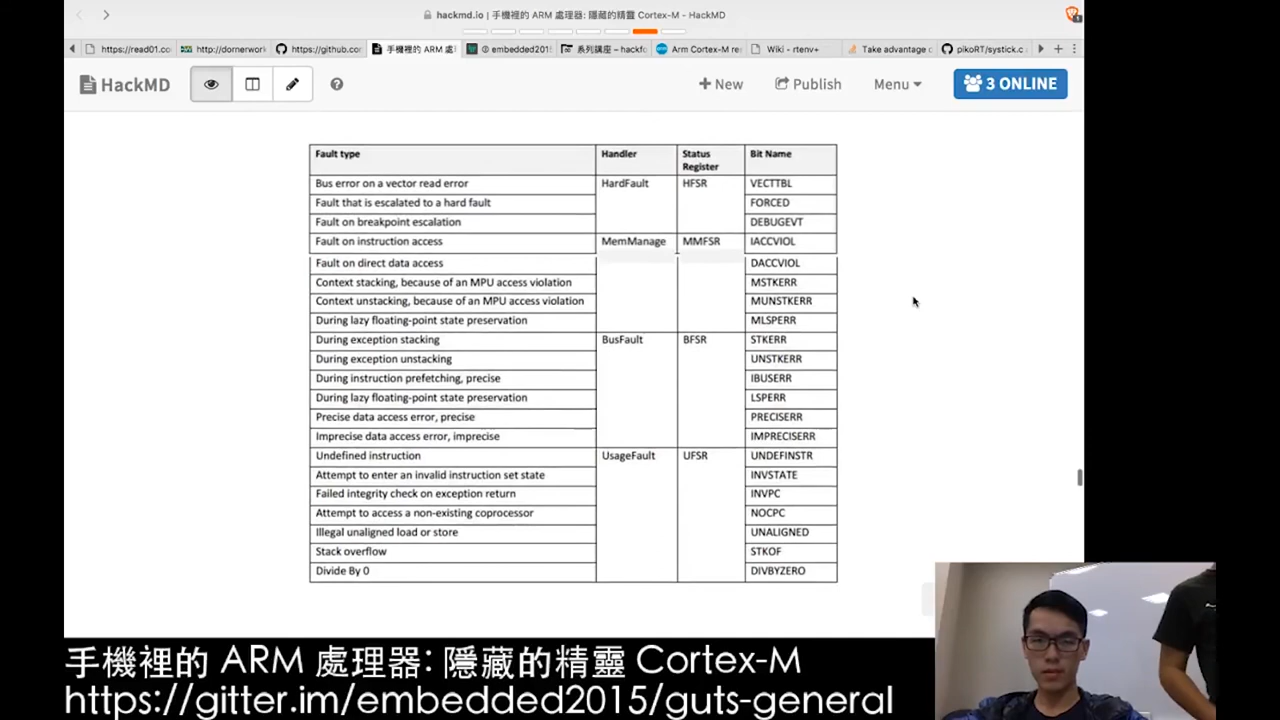 hackmd.io | 手機裡的 ARM 處理器: 隱藏的精靈 Cortex-M - HackMD
https://read01.co http://dornerwork https://github.com 手機裡的 ARM 處 ① embedded2015 系列講座 – hackfo Arm Cortex-M re Wiki - rtenv+ Take advantage c pikoRT/systick.c
HackMD New Publish Menu 3 ONLINE
Fault type Handler Status Register Bit Name
Bus error on a vector read error HardFault HFSR VECTTBL
Fault that is escalated to a hard fault FORCED
Fault on breakpoint escalation DEBUGEVT
Fault on instruction access MemManage MMFSR IACCVIOL
Fault on direct data access DACCVIOL
Context stacking, because of an MPU access violation MSTKERR
Context unstacking, because of an MPU access violation MUNSTKERR
During lazy floating-point state preservation MLSPERR
During exception stacking BusFault BFSR STKERR
During exception unstacking UNSTKERR
During instruction prefetching, precise IBUSERR
During lazy floating-point state preservation LSPERR
Precise data access error, precise PRECISERR
Imprecise data access error, imprecise IMPRECISERR
Undefined instruction UsageFault UFSR UNDEFINSTR
Attempt to enter an invalid instruction set state INVSTATE
Failed integrity check on exception return INVPC
Attempt to access a non-existing coprocessor NOCPC
Illegal unaligned load or store UNALIGNED
Stack overflow STKOF
Divide By 0 DIVBYZERO
手機裡的 ARM 處理器: 隱藏的精靈 Cortex-M
https://gitter.im/embedded2015/guts-general